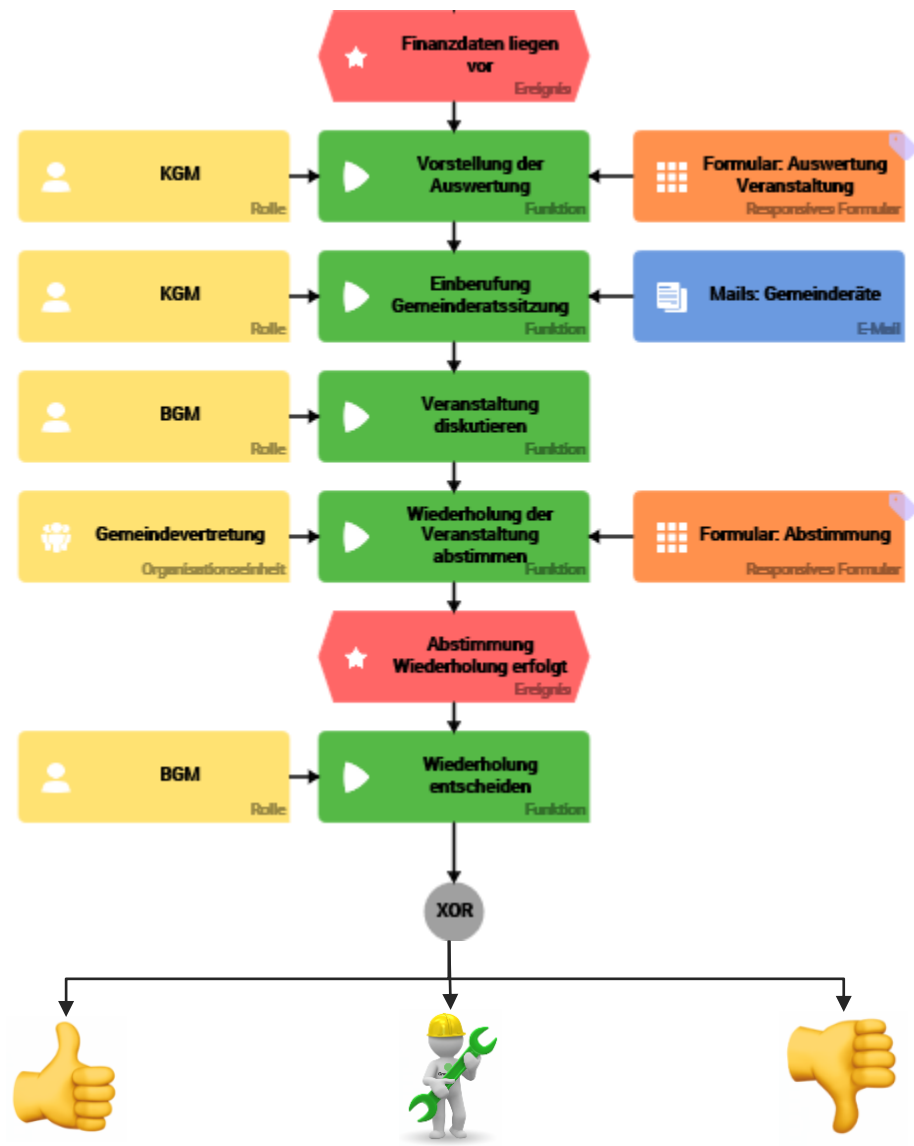 Finanzdaten liegen
vor
Ereignis
KGM
Rolle
Vorstellung der
Auswertung
Funktion
Formular: Auswertung
Veranstaltung
Responsives Formular
KGM
Rolle
Einberufung
Gemeinderatssitzung
Funktion
Mails: Gemeinderäte
E-Mail
BGM
Rolle
Veranstaltung
diskutieren
Funktion
Gemeindevertretung
Organisationseinheit
Wiederholung der
Veranstaltung
abstimmen
Funktion
Formular: Abstimmung
Responsives Formular
Abstimmung
Wiederholung erfolgt
Ereignis
BGM
Rolle
Wiederholung
entscheiden
Funktion
XOR